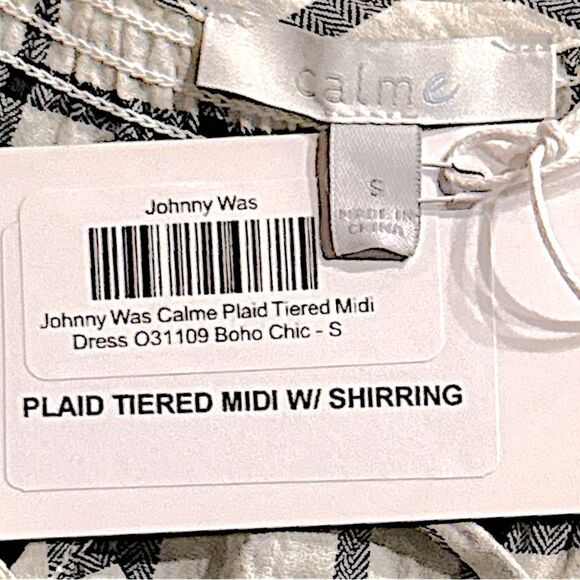 calme
S
MADE IN
CHINA
Johnny Was
Johnny Was Calme Plaid Tiered Midi
Dress O31109 Boho Chic - S
PLAID TIERED MIDI W/ SHIRRING